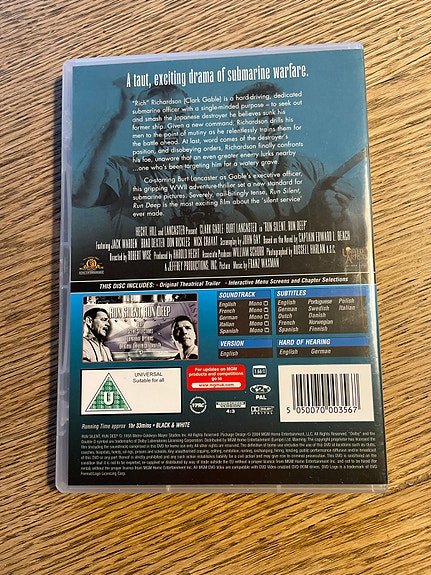 A taut, exciting drama of submarine warfare.
"Rich" Richardson (Clark Gable) is a hard-driving, dedicated
submarine officer with a single-minded purpose – to seek out
and smash the Japanese destroyer he believes sunk his
former ship. Given a new command, Richardson drills his
men to the point of mutiny as he relentlessly trains them for
the battle ahead. At last, word comes of the destroyer's
position, and disobeying orders, Richardson finally confronts
his foe, unaware that an even greater enemy lurks nearby
...one who's been targeting him for a watery grave.
Co-starring Burt Lancaster as Gable's executive officer,
this gripping WWII adventure-thriller set a new standard for
submarine pictures. Severely, nail-bitingly tense, Run Silent,
Run Deep is the most exciting film about the 'silent service'
ever made.
HECHT, HILL and LANCASTER Present CLARK GABLE BURT LANCASTER in "RUN SILENT, RUN DEEP"
Featuring JACK WARDEN BRAD DEXTER DON RICKLES NICK CRAVAT Screenplay by JOHN GAY Based on the Novel by CAPTAIN EDWARD L. BEACH
Directed by ROBERT WISE Produced by HAROLD HECHT Associate Producer WILLIAM SCHORR Photographed by RUSSELL HARLAN A.S.C.
A JEFFREY PRODUCTIONS, INC. Picture Music by FRANZ WAXMAN
THIS DISC INCLUDES: • Original Theatrical Trailer • Interactive Menu Screens and Chapter Selections
RUN SILENT, RUN DEEP
SOUNDTRACK
English Mono
French Mono
German Mono
Italian Mono
Spanish Mono
SUBTITLES
English Portuguese Polish
German Swedish Italian
Dutch Danish
French Norwegian
Spanish Finnish
VERSION
English
HARD OF HEARING
English German
U
UNIVERSAL
Suitable for all
For updates on MGM
products and competitions
go to
www.mgmuk.com
4:3
2
PAL
5 050070 003567
Running Time approx 1hr 33mins • BLACK & WHITE